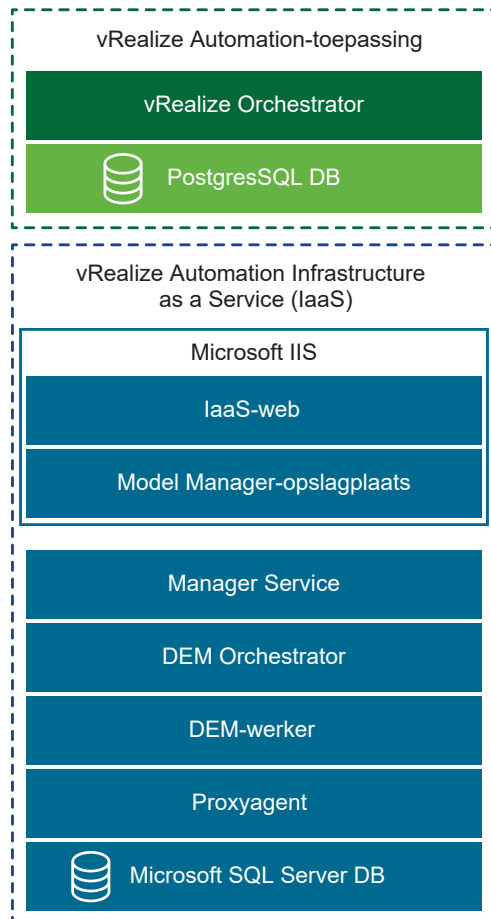 vRealize Automation-toepassing
vRealize Orchestrator
PostgresSQL DB
vRealize Automation Infrastructure
as a Service (IaaS)
Microsoft IIS
IaaS-web
Model Manager-opslagplaats
Manager Service
DEM Orchestrator
DEM-werker
Proxyagent
Microsoft SQL Server DB